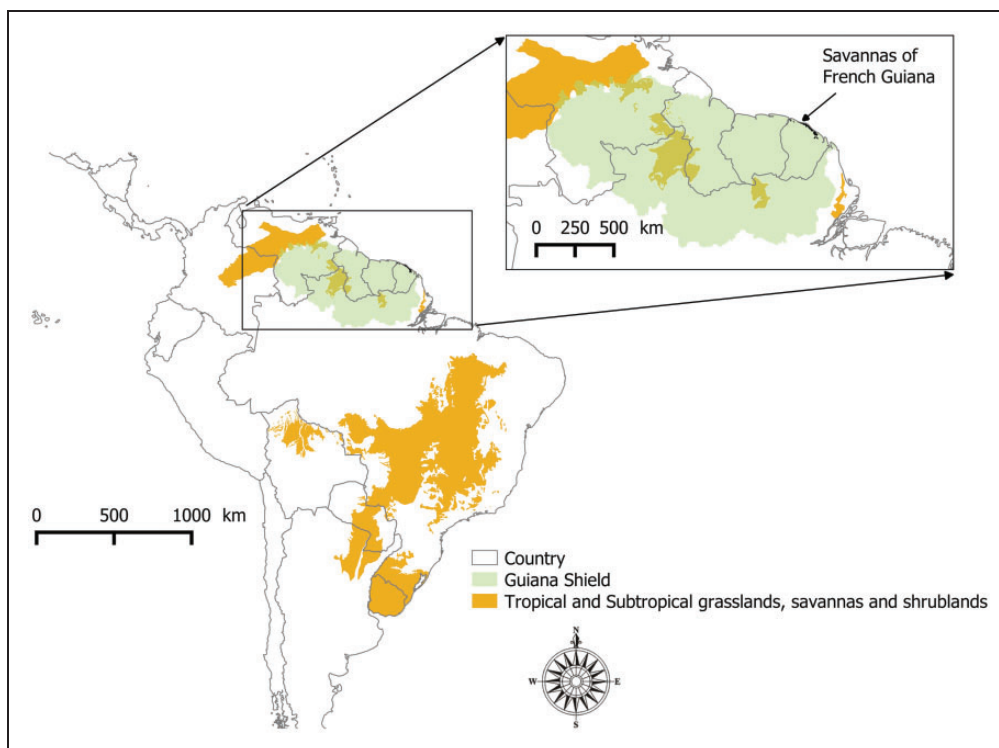 Savannas of
French Guiana
0 250 500 km
0 500 1000 km
Country
Guiana Shield
Tropical and Subtropical grasslands, savannas and shrublands
N
W E
S